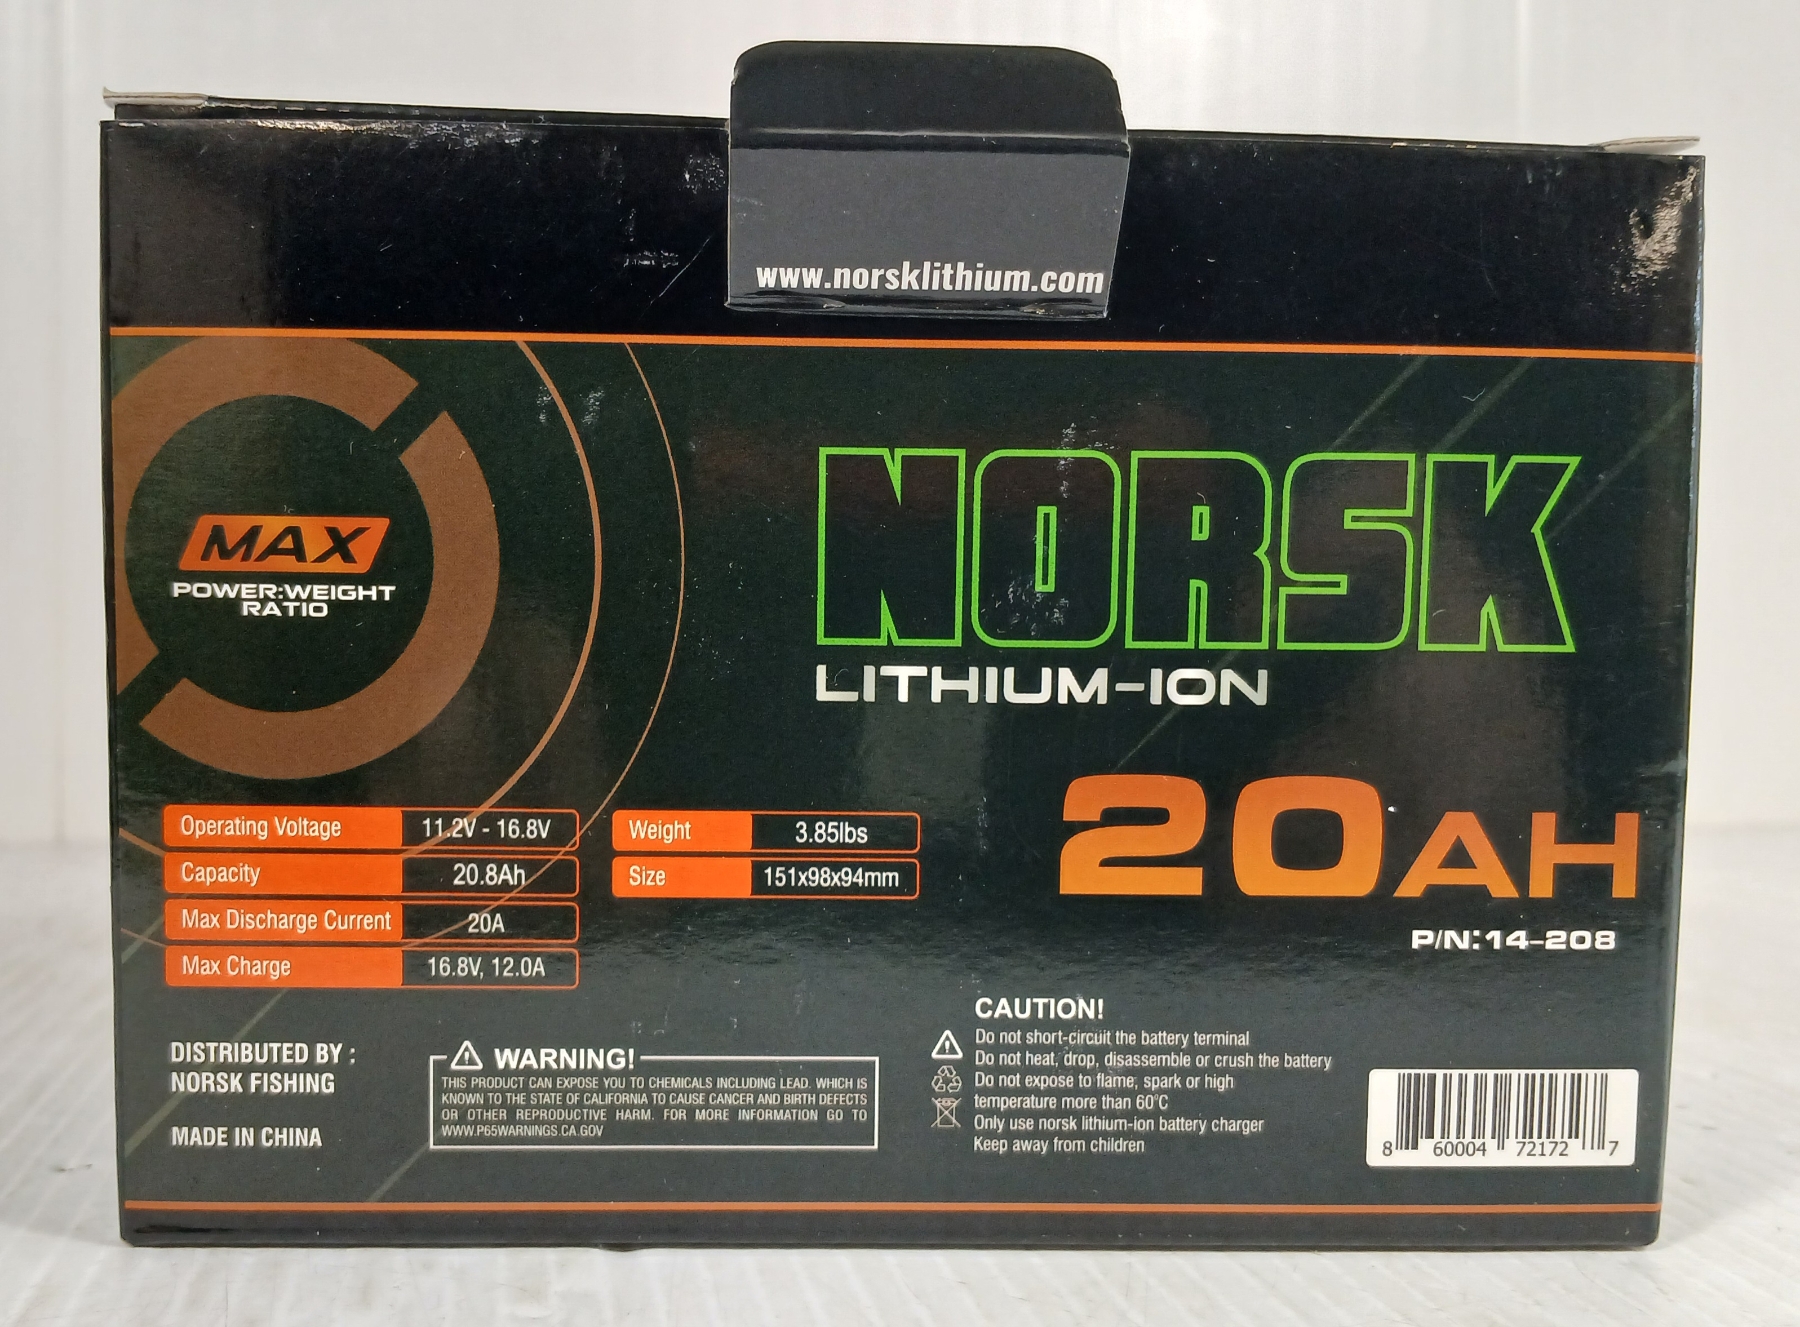 www.norsklithium.com
NORSK
LITHIUM-ION
MAX
POWER:WEIGHT
RATIO
20AH
P/N:14-208
Operating Voltage 11.2V - 16.8V
Capacity 20.8Ah
Max Discharge Current 20A
Max Charge 16.8V, 12.0A
Weight 3.85lbs
Size 151x98x94mm
DISTRIBUTED BY :
NORSK FISHING
MADE IN CHINA
WARNING!
THIS PRODUCT CAN EXPOSE YOU TO CHEMICALS INCLUDING LEAD. WHICH IS
KNOWN TO THE STATE OF CALIFORNIA TO CAUSE CANCER AND BIRTH DEFECTS
OR OTHER REPRODUCTIVE HARM. FOR MORE INFORMATION GO TO
WWW.P65WARNINGS.CA.GOV
CAUTION!
Do not short-circuit the battery terminal
Do not heat, drop, disassemble or crush the battery
Do not expose to flame, spark or high
temperature more than 60°C
Only use norsk lithium-ion battery charger
Keep away from children
8 60004 72172 7